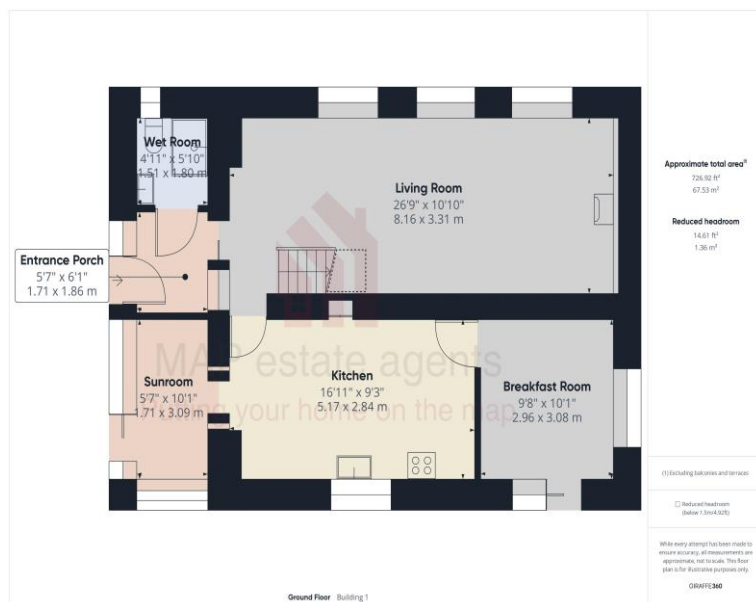 Wet Room
4'11" x 5'10"
1.51 x 1.80 m
Living Room
26'9" x 10'10"
8.16 x 3.31 m
Entrance Porch
5'7" x 6'1"
1.71 x 1.86 m
MAP estate agents
your home on the map
Sunroom
5'7" x 10'1"
1.71 x 3.09 m
Kitchen
16'11" x 9'3"
5.17 x 2.84 m
Breakfast Room
9'8" x 10'1"
2.96 x 3.08 m
Approximate total area⁽¹⁾
726.92 ft²
67.53 m²
Reduced headroom
14.61 ft²
1.36 m²
(1) Excluding balconies and terraces
Reduced headroom
(below 1.5m/4.92ft)
While every attempt has been made to
ensure accuracy, all measurements are
approximate, not to scale. This floor
plan is for illustrative purposes only.
GIRAFFE360
Ground Floor Building 1